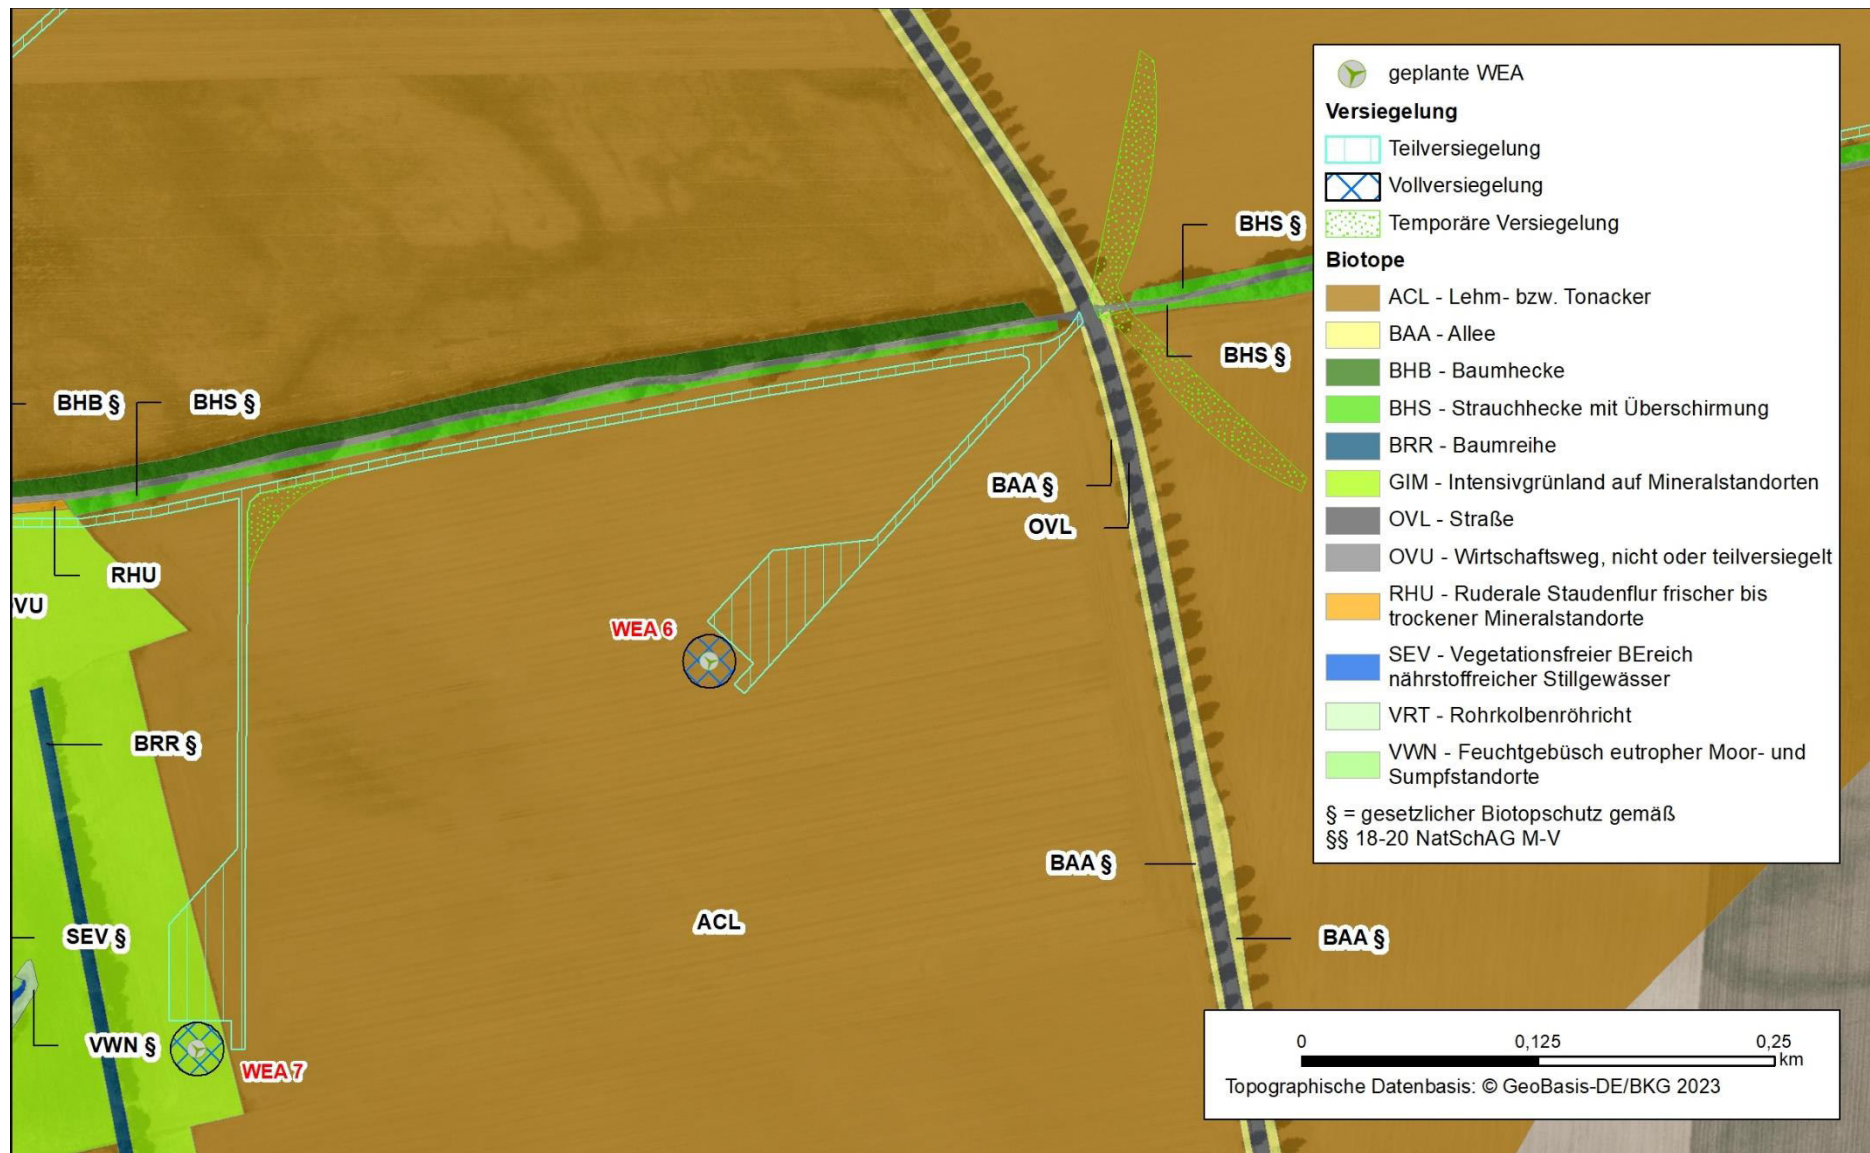 geplante WEA
Versiegelung
Teilversiegelung
Vollversiegelung
Temporäre Versiegelung
Biotope
ACL - Lehm- bzw. Tonacker
BAA - Allee
BHB - Baumhecke
BHS - Strauchhecke mit Überschirmung
BRR - Baumreihe
GIM - Intensivgrünland auf Mineralstandorten
OVL - Straße
OVU - Wirtschaftsweg, nicht oder teilversiegelt
RHU - Ruderale Staudenflur frischer bis
trockener Mineralstandorte
SEV - Vegetationsfreier BEreich
nährstoffreicher Stillgewässer
VRT - Rohrkolbenröhricht
VWN - Feuchtgebüsch eutropher Moor- und
Sumpfstandorte
§ = gesetzlicher Biotopschutz gemäß
§§ 18-20 NatSchAG M-V
BHS §
BHS §
BHB §
BHS §
BAA §
OVL
RHU
VU
WEA 6
BRR §
BAA §
ACL
SEV §
BAA §
VWN §
WEA 7
0 0,125 0,25
km
Topographische Datenbasis: © GeoBasis-DE/BKG 2023